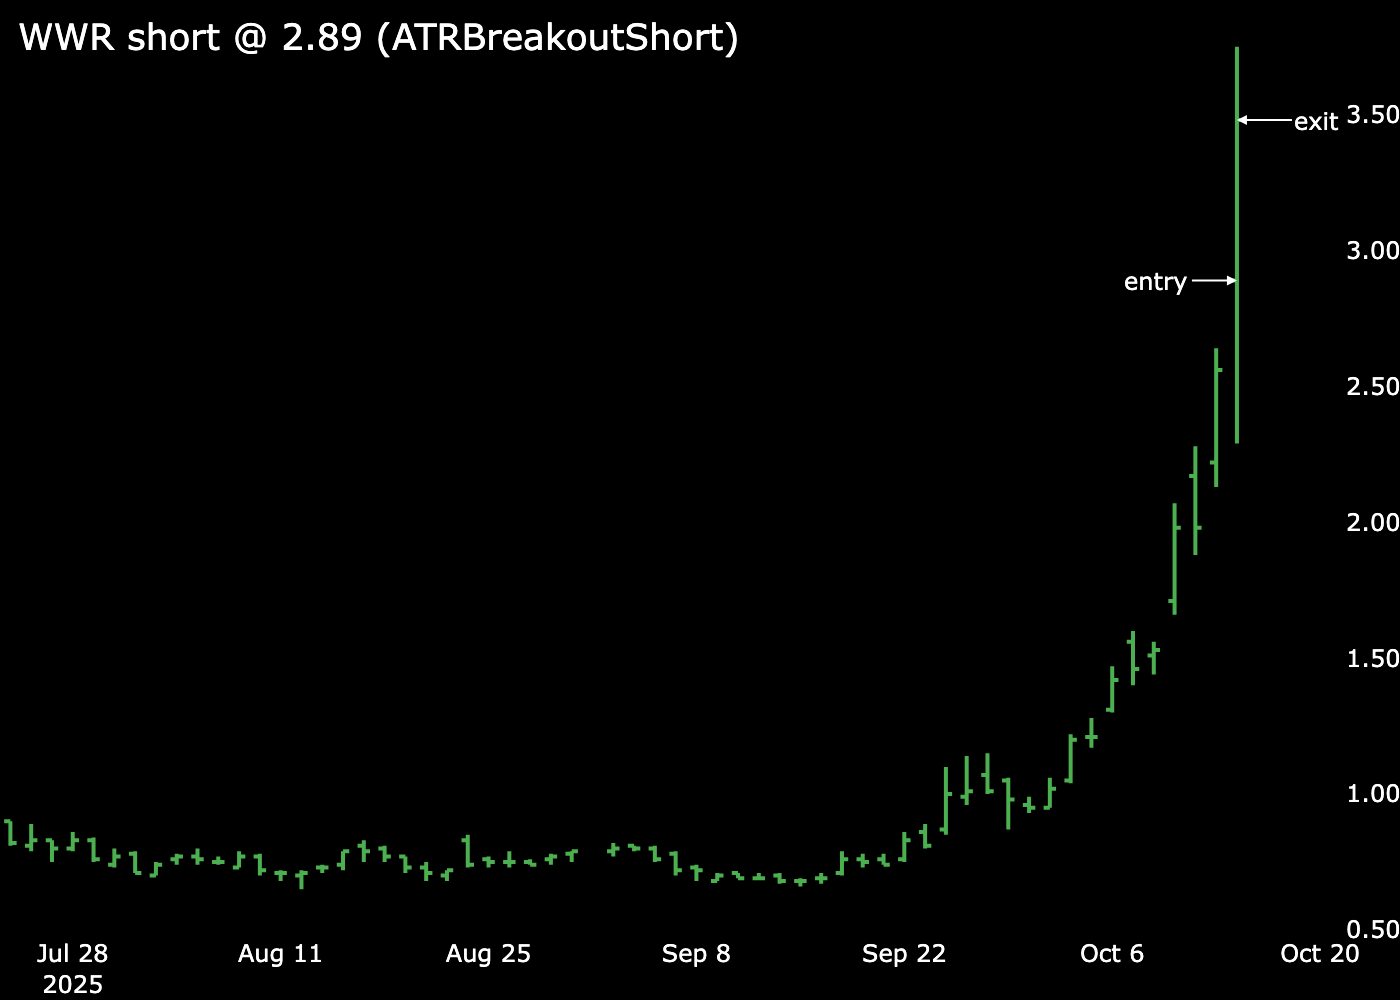 WWR short @ 2.89 (ATRBreakoutShort)
exit
3.50
3.00
entry
2.50
2.00
1.50
1.00
0.50
Jul 28
2025
Aug 11
Aug 25
Sep 8
Sep 22
Oct 6
Oct 20